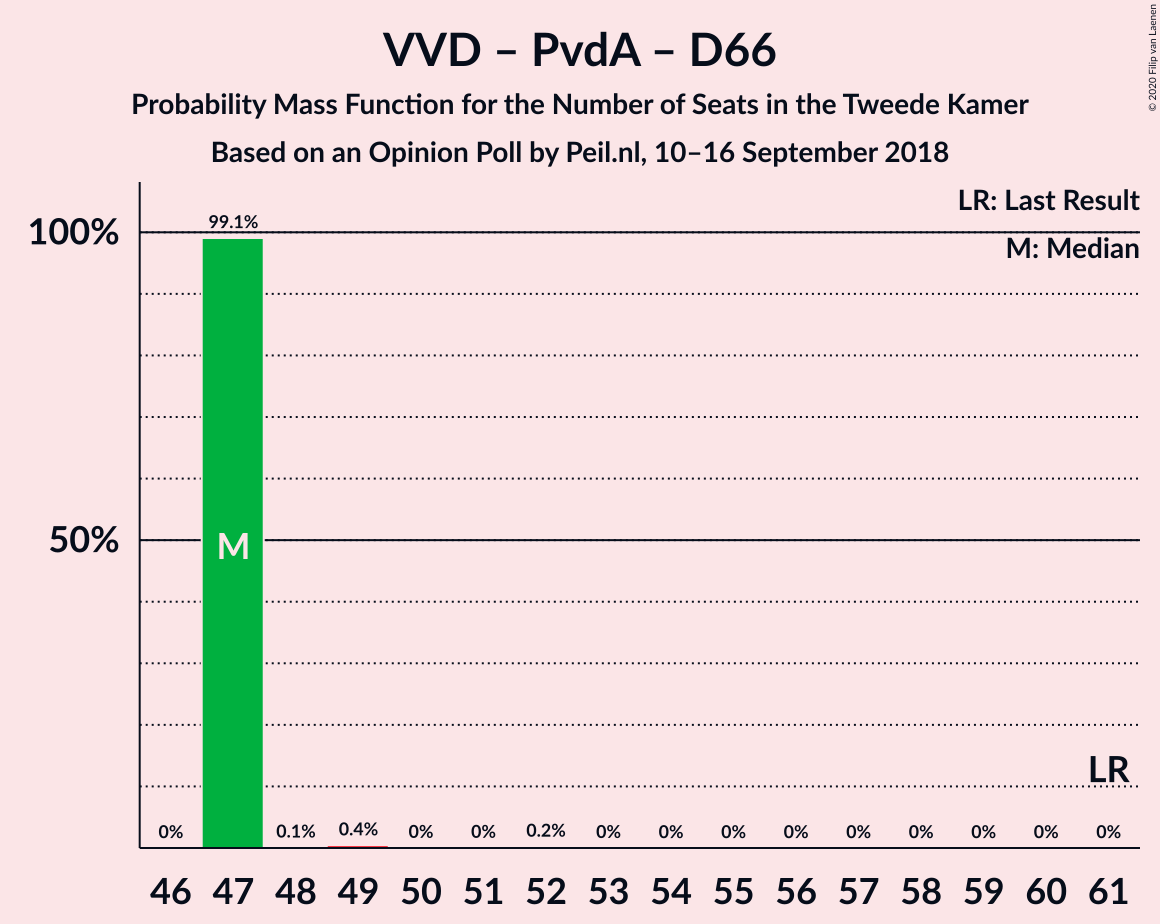 VVD – PvdA – D66
Probability Mass Function for the Number of Seats in the Tweede Kamer
Based on an Opinion Poll by Peil.nl, 10–16 September 2018
© 2020 Filip van Laenen
LR: Last Result
M: Median
100%
50%
99.1%
M
LR
0% 0.1% 0.4% 0% 0% 0.2% 0% 0% 0% 0% 0% 0% 0% 0% 0%
46 47 48 49 50 51 52 53 54 55 56 57 58 59 60 61